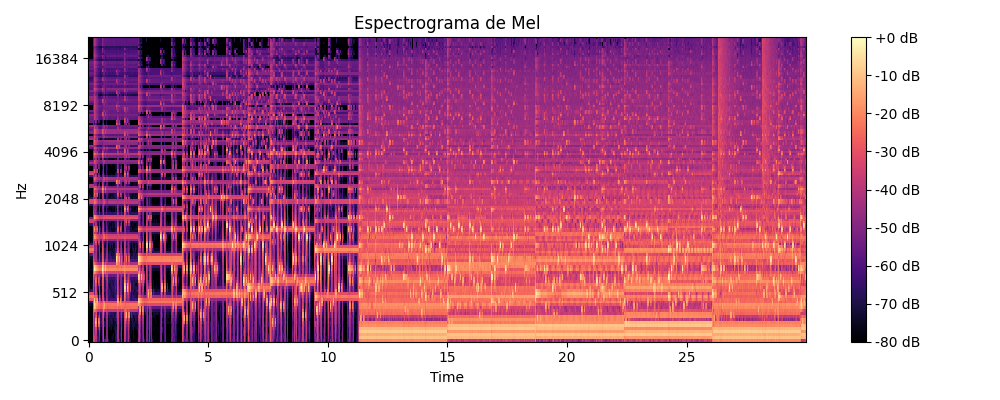 Espectrograma de Mel
Hz
16384
8192
4096
2048
1024
512
0
0 5 10 15 20 25
Time
+0 dB
-10 dB
-20 dB
-30 dB
-40 dB
-50 dB
-60 dB
-70 dB
-80 dB